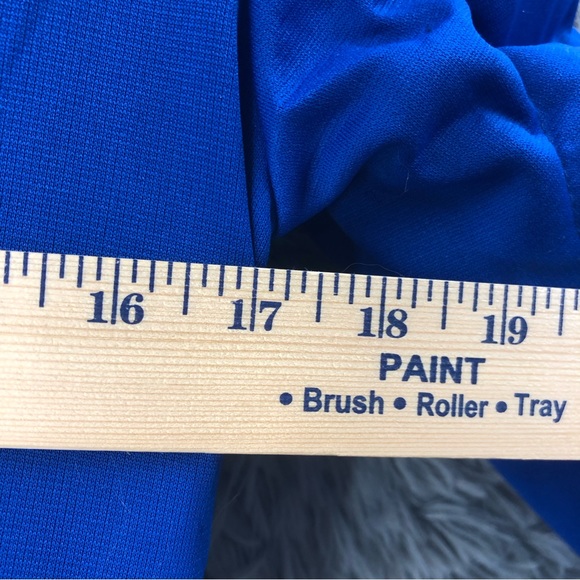 16 17 18 19
PAINT
• Brush • Roller • Tray